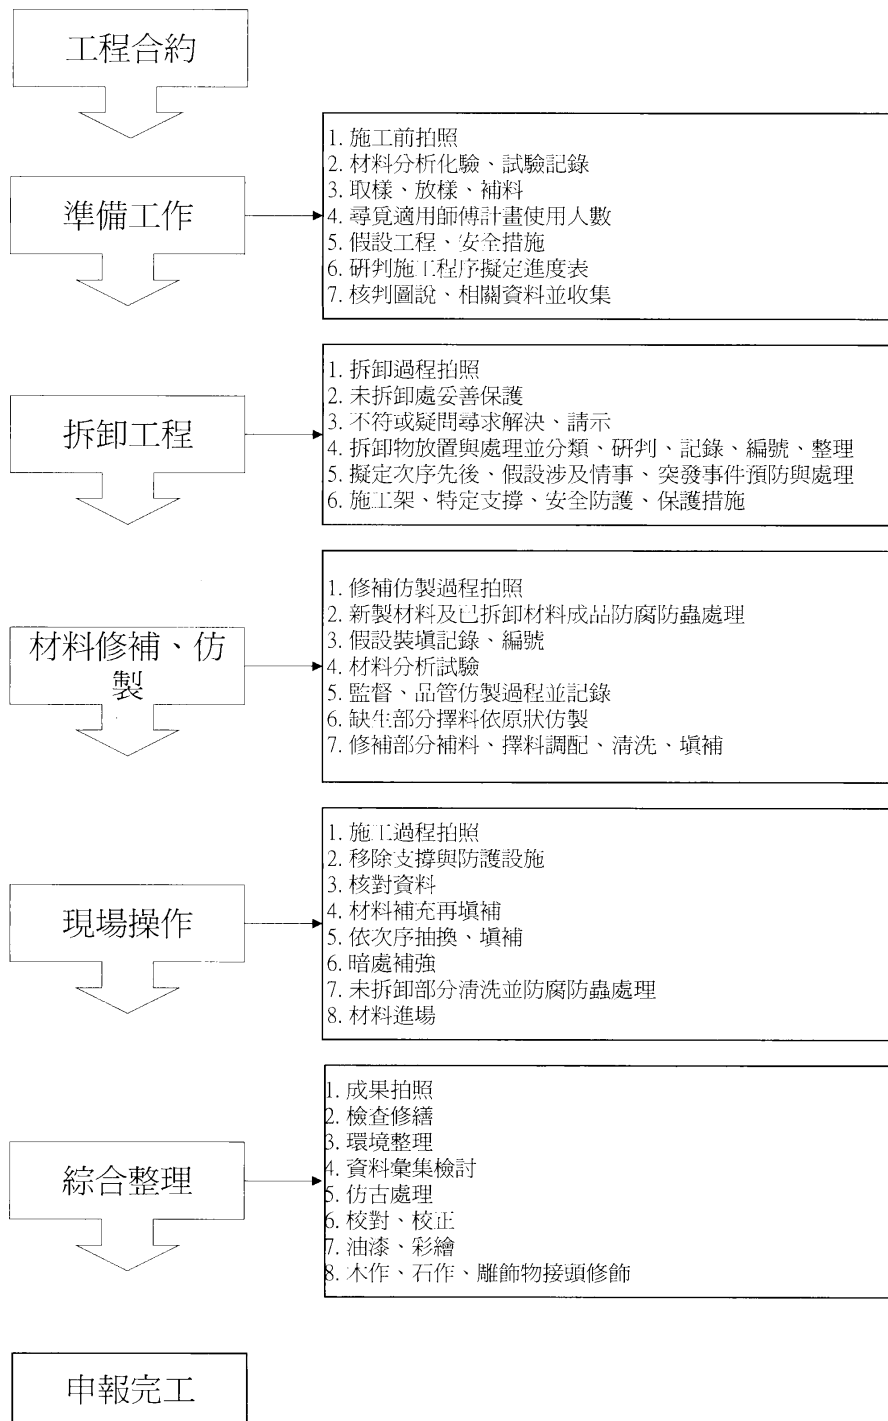 工程合約
準備工作
1. 施工前拍照
2. 材料分析化驗、試驗記錄
3. 取樣、放樣、補料
4. 尋覓適用師傅計畫使用人數
5. 假設工程、安全措施
6. 研判施工程序擬定進度表
7. 核判圖說、相關資料並收集
拆卸工程
1. 拆卸過程拍照
2. 未拆卸處妥善保護
3. 不符或疑問尋求解決、請示
4. 拆卸物放置與處理並分類、研判、記錄、編號、整理
5. 擬定次序先後、假設涉及情事、突發事件預防與處理
6. 施工架、特定支撐、安全防護、保護措施
材料修補、仿
製
1. 修補仿製過程拍照
2. 新製材料及已拆卸材料成品防腐防蟲處理
3. 假設裝填記錄、編號
4. 材料分析試驗
5. 監督、品管仿製過程並記錄
6. 缺生部分擇料依原狀仿製
7. 修補部分補料、擇料調配、清洗、填補
現場操作
1. 施工過程拍照
2. 移除支撐與防護設施
3. 核對資料
4. 材料補充再填補
5. 依次序抽換、填補
6. 暗處補強
7. 未拆卸部分清洗並防腐防蟲處理
8. 材料進場
綜合整理
1. 成果拍照
2. 檢查修繕
3. 環境整理
4. 資料彙集檢討
5. 仿古處理
6. 校對、校正
7. 油漆、彩繪
8. 木作、石作、雕飾物接頭修飾
申報完工